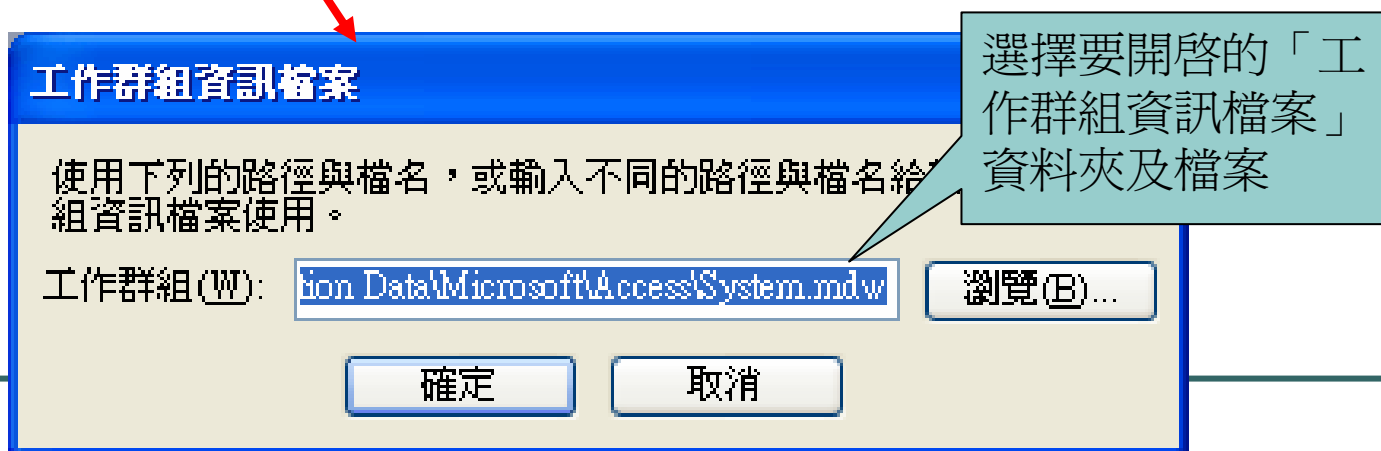 工作群組資訊檔案
選擇要開啓的「工
作群組資訊檔案」
資料夾及檔案
使用下列的路徑與檔名，或輸入不同的路徑與檔名給
組資訊檔案使用。
工作群組(W):
tion Data\Microsoft\Access\System.mdw
瀏覽(B)...
確定
取消